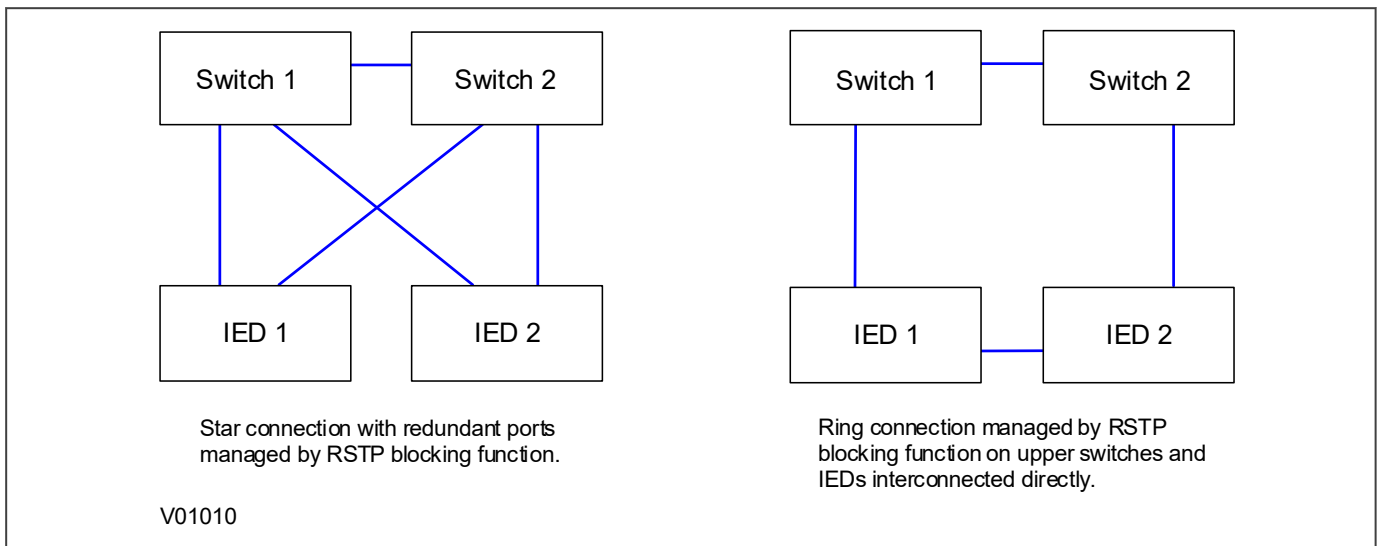 Switch 1
Switch 2
IED 1
IED 2
Star connection with redundant ports
managed by RSTP blocking function.
Switch 1
Switch 2
IED 1
IED 2
Ring connection managed by RSTP
blocking function on upper switches and
IEDs interconnected directly.
V01010